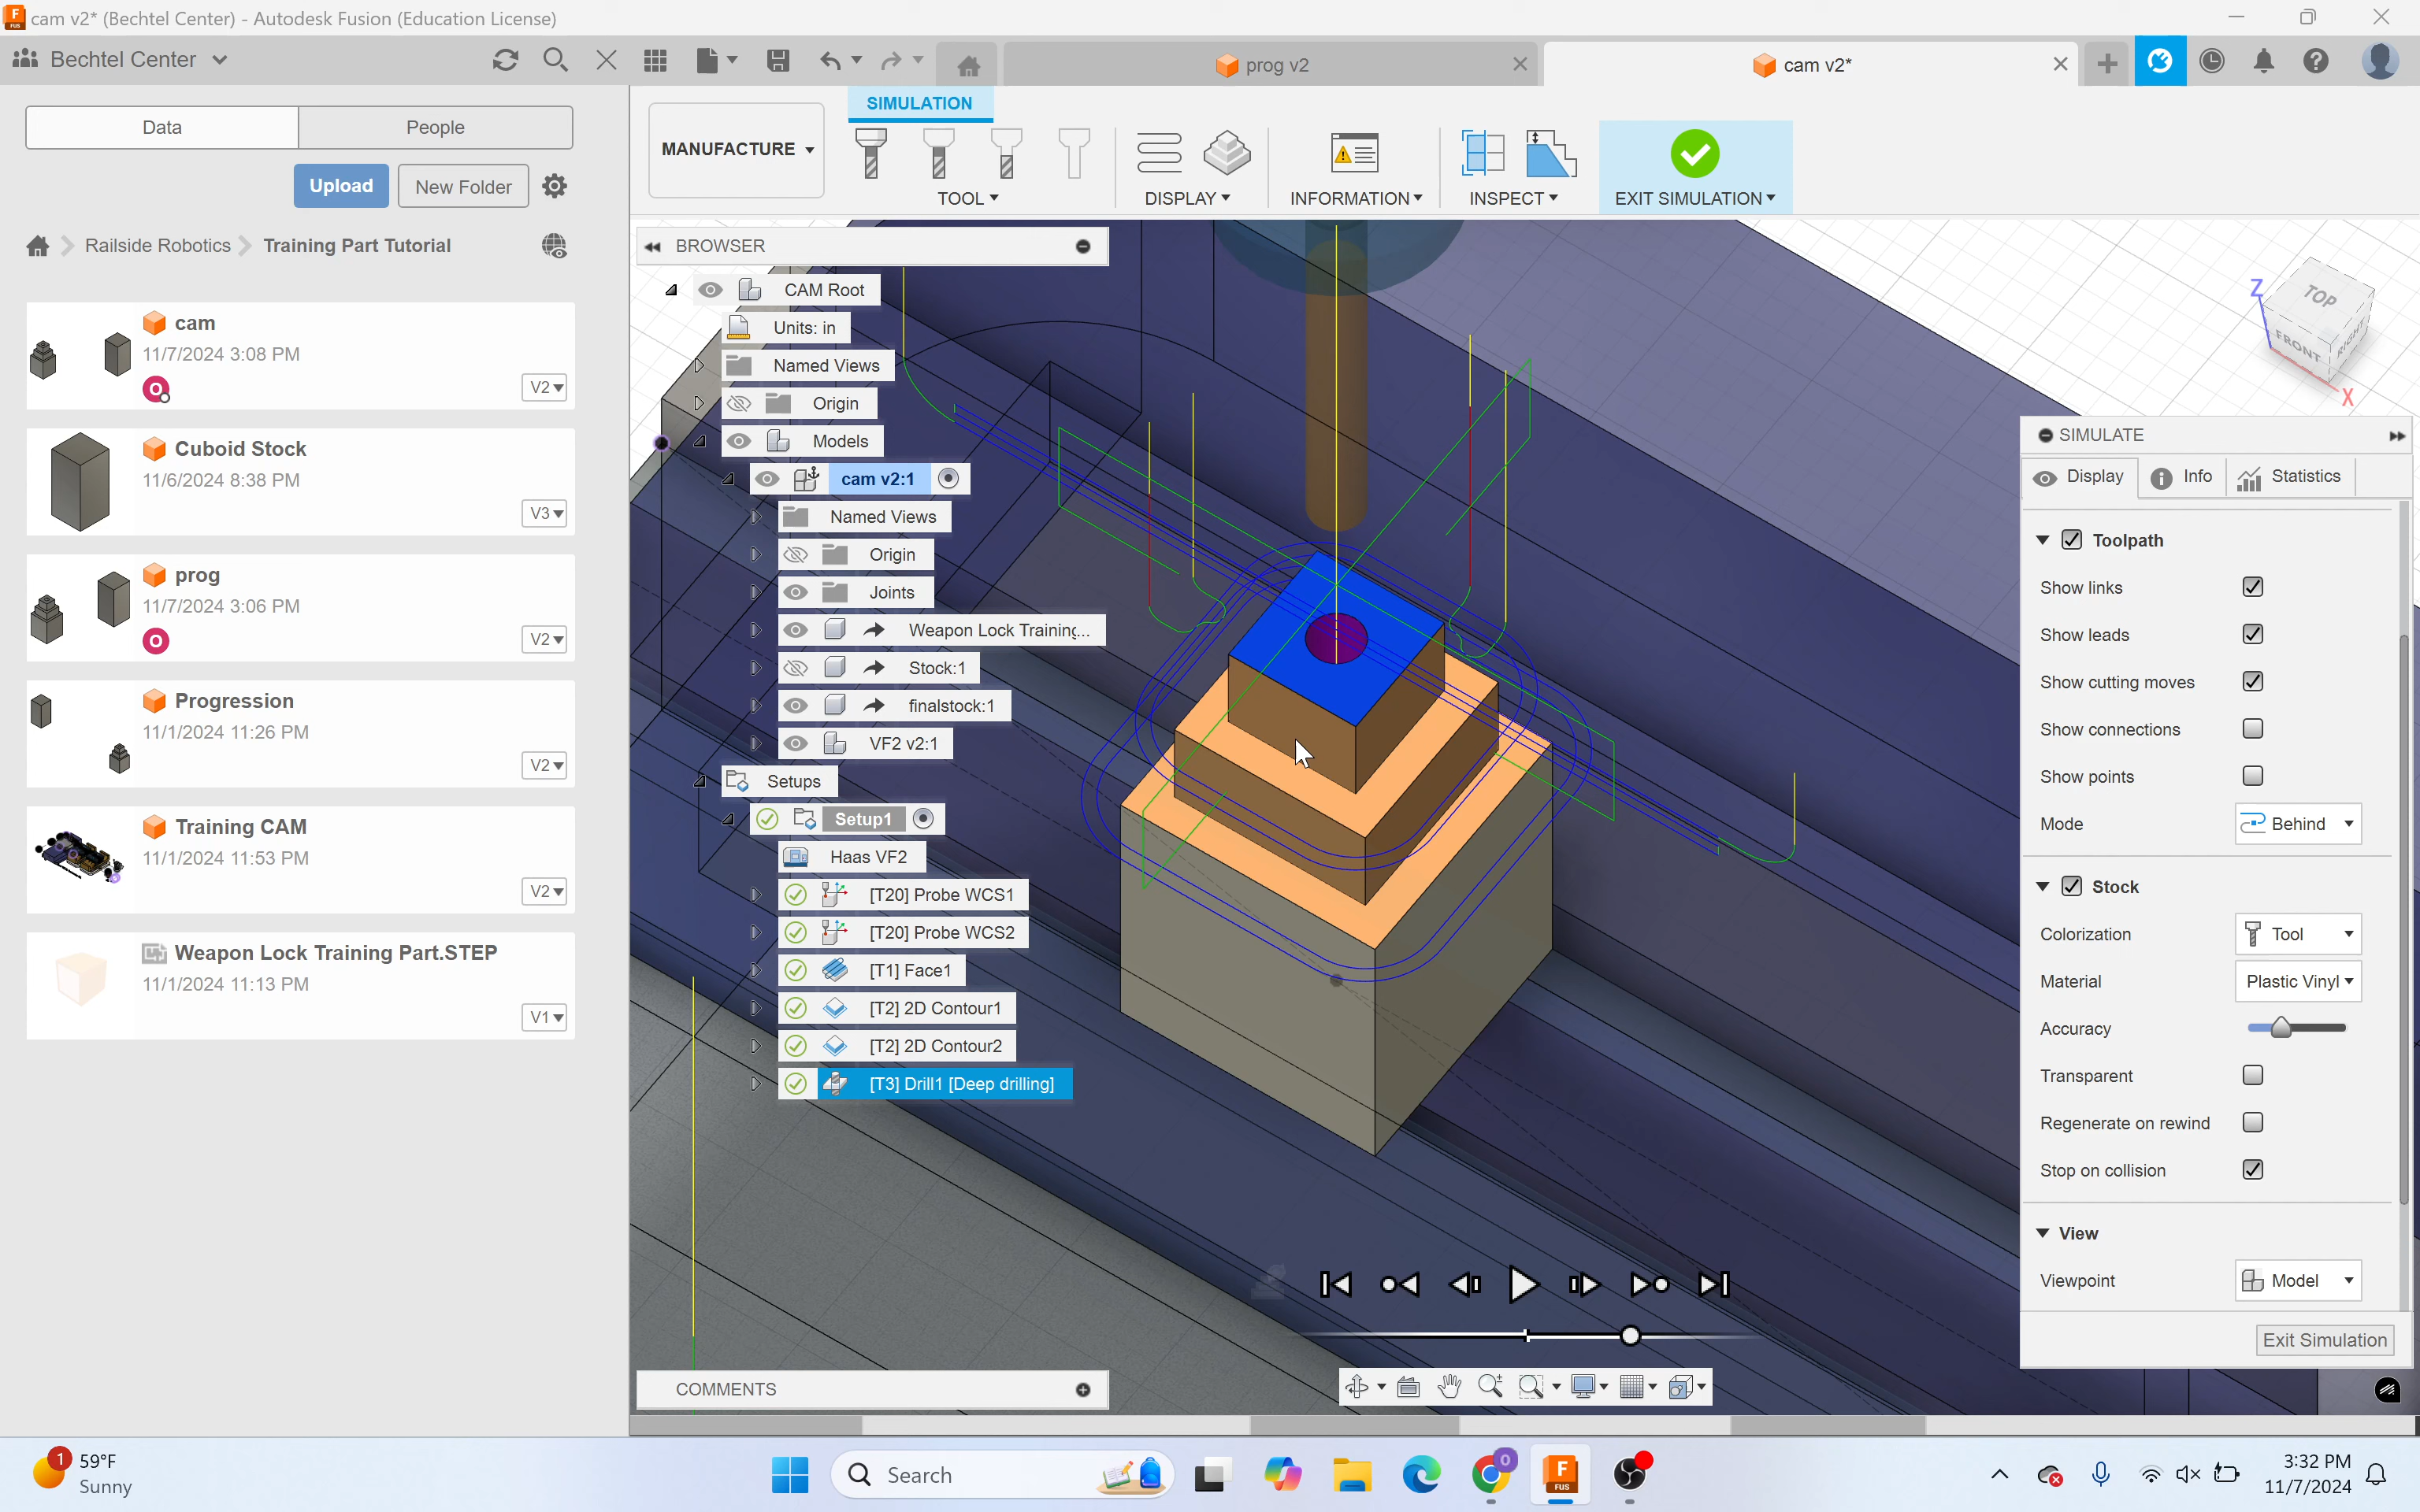 cam v2* (Bechtel Center) - Autodesk Fusion (Education License)
Bechtel Center
prog v2
cam v2*
Data
People
Upload
New Folder
Railside Robotics
Training Part Tutorial
cam
11/7/2024 3:08 PM
O
V2
Cuboid Stock
11/6/2024 8:38 PM
V3
prog
11/7/2024 3:06 PM
O
V2
Progression
11/1/2024 11:26 PM
V2
Training CAM
11/1/2024 11:53 PM
V2
Weapon Lock Training Part.STEP
11/1/2024 11:13 PM
V1
MANUFACTURE
SIMULATION
TOOL
DISPLAY
INFORMATION
INSPECT
EXIT SIMULATION
BROWSER
CAM Root
Units: in
Named Views
Origin
Models
cam v2:1
Named Views
Origin
Joints
Weapon Lock Training...
Stock:1
finalstock:1
VF2 v2:1
Setups
Setup1
Haas VF2
[T20] Probe WCS1
[T20] Probe WCS2
[T1] Face1
[T2] 2D Contour1
[T2] 2D Contour2
[T3] Drill1 [Deep drilling]
COMMENTS
Z
TOP
FRONT
RIGHT
X
SIMULATE
Display
Info
Statistics
Toolpath
Show links
Show leads
Show cutting moves
Show connections
Show points
Mode
Behind
Stock
Colorization
Tool
Material
Plastic Vinyl
Accuracy
Transparent
Regenerate on rewind
Stop on collision
View
Viewpoint
Model
Exit Simulation
1
59°F
Sunny
Search
O
F
FUS
3:32 PM
11/7/2024